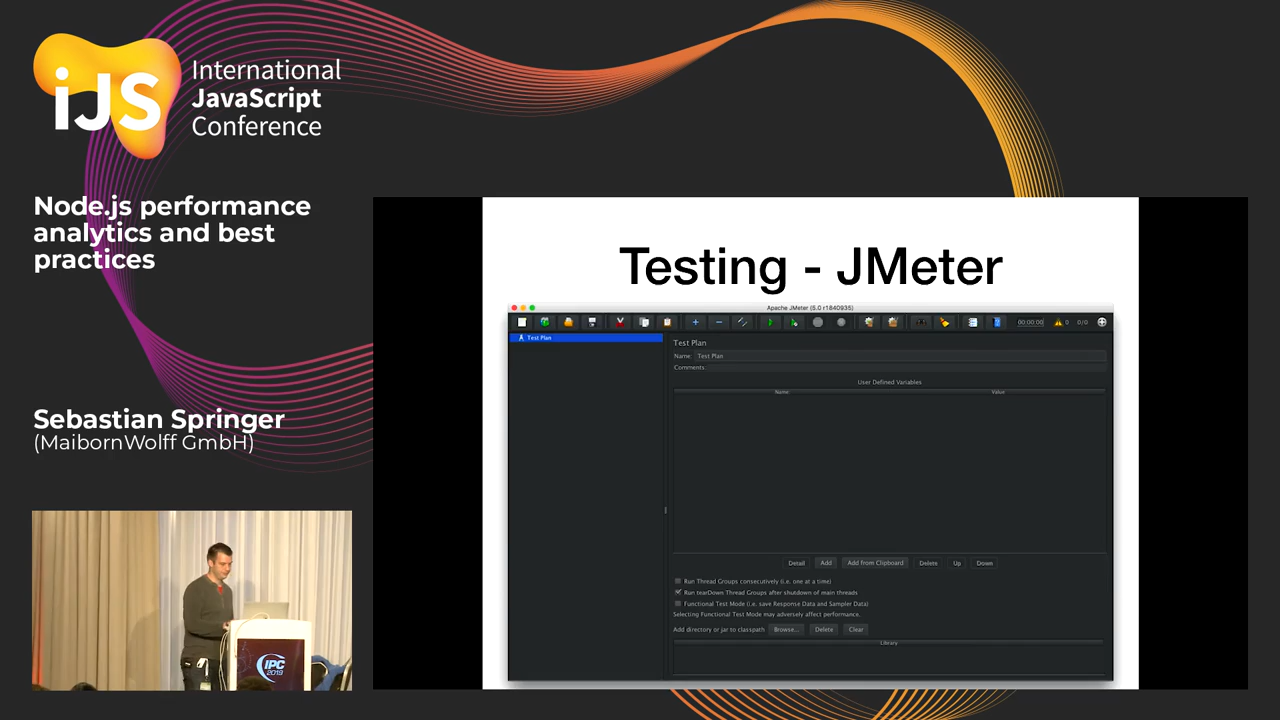 iJS
International
JavaScript
Conference
Node.js performance
analytics and best
practices
Sebastian Springer
(MaibornWolff GmbH)
IPC
2019
Testing - JMeter
Apache JMeter (5.0 r1840935)
00:00:00 0 0/0
Test Plan
Test Plan
Name: Test Plan
Comments:
User Defined Variables
Name: Value
Detail Add Add from Clipboard Delete Up Down
Run Thread Groups consecutively (i.e. one at a time)
Run tearDown Thread Groups after shutdown of main threads
Functional Test Mode (i.e. save Response Data and Sampler Data)
Selecting Functional Test Mode may adversely affect performance.
Add directory or jar to classpath Browse... Delete Clear
Library